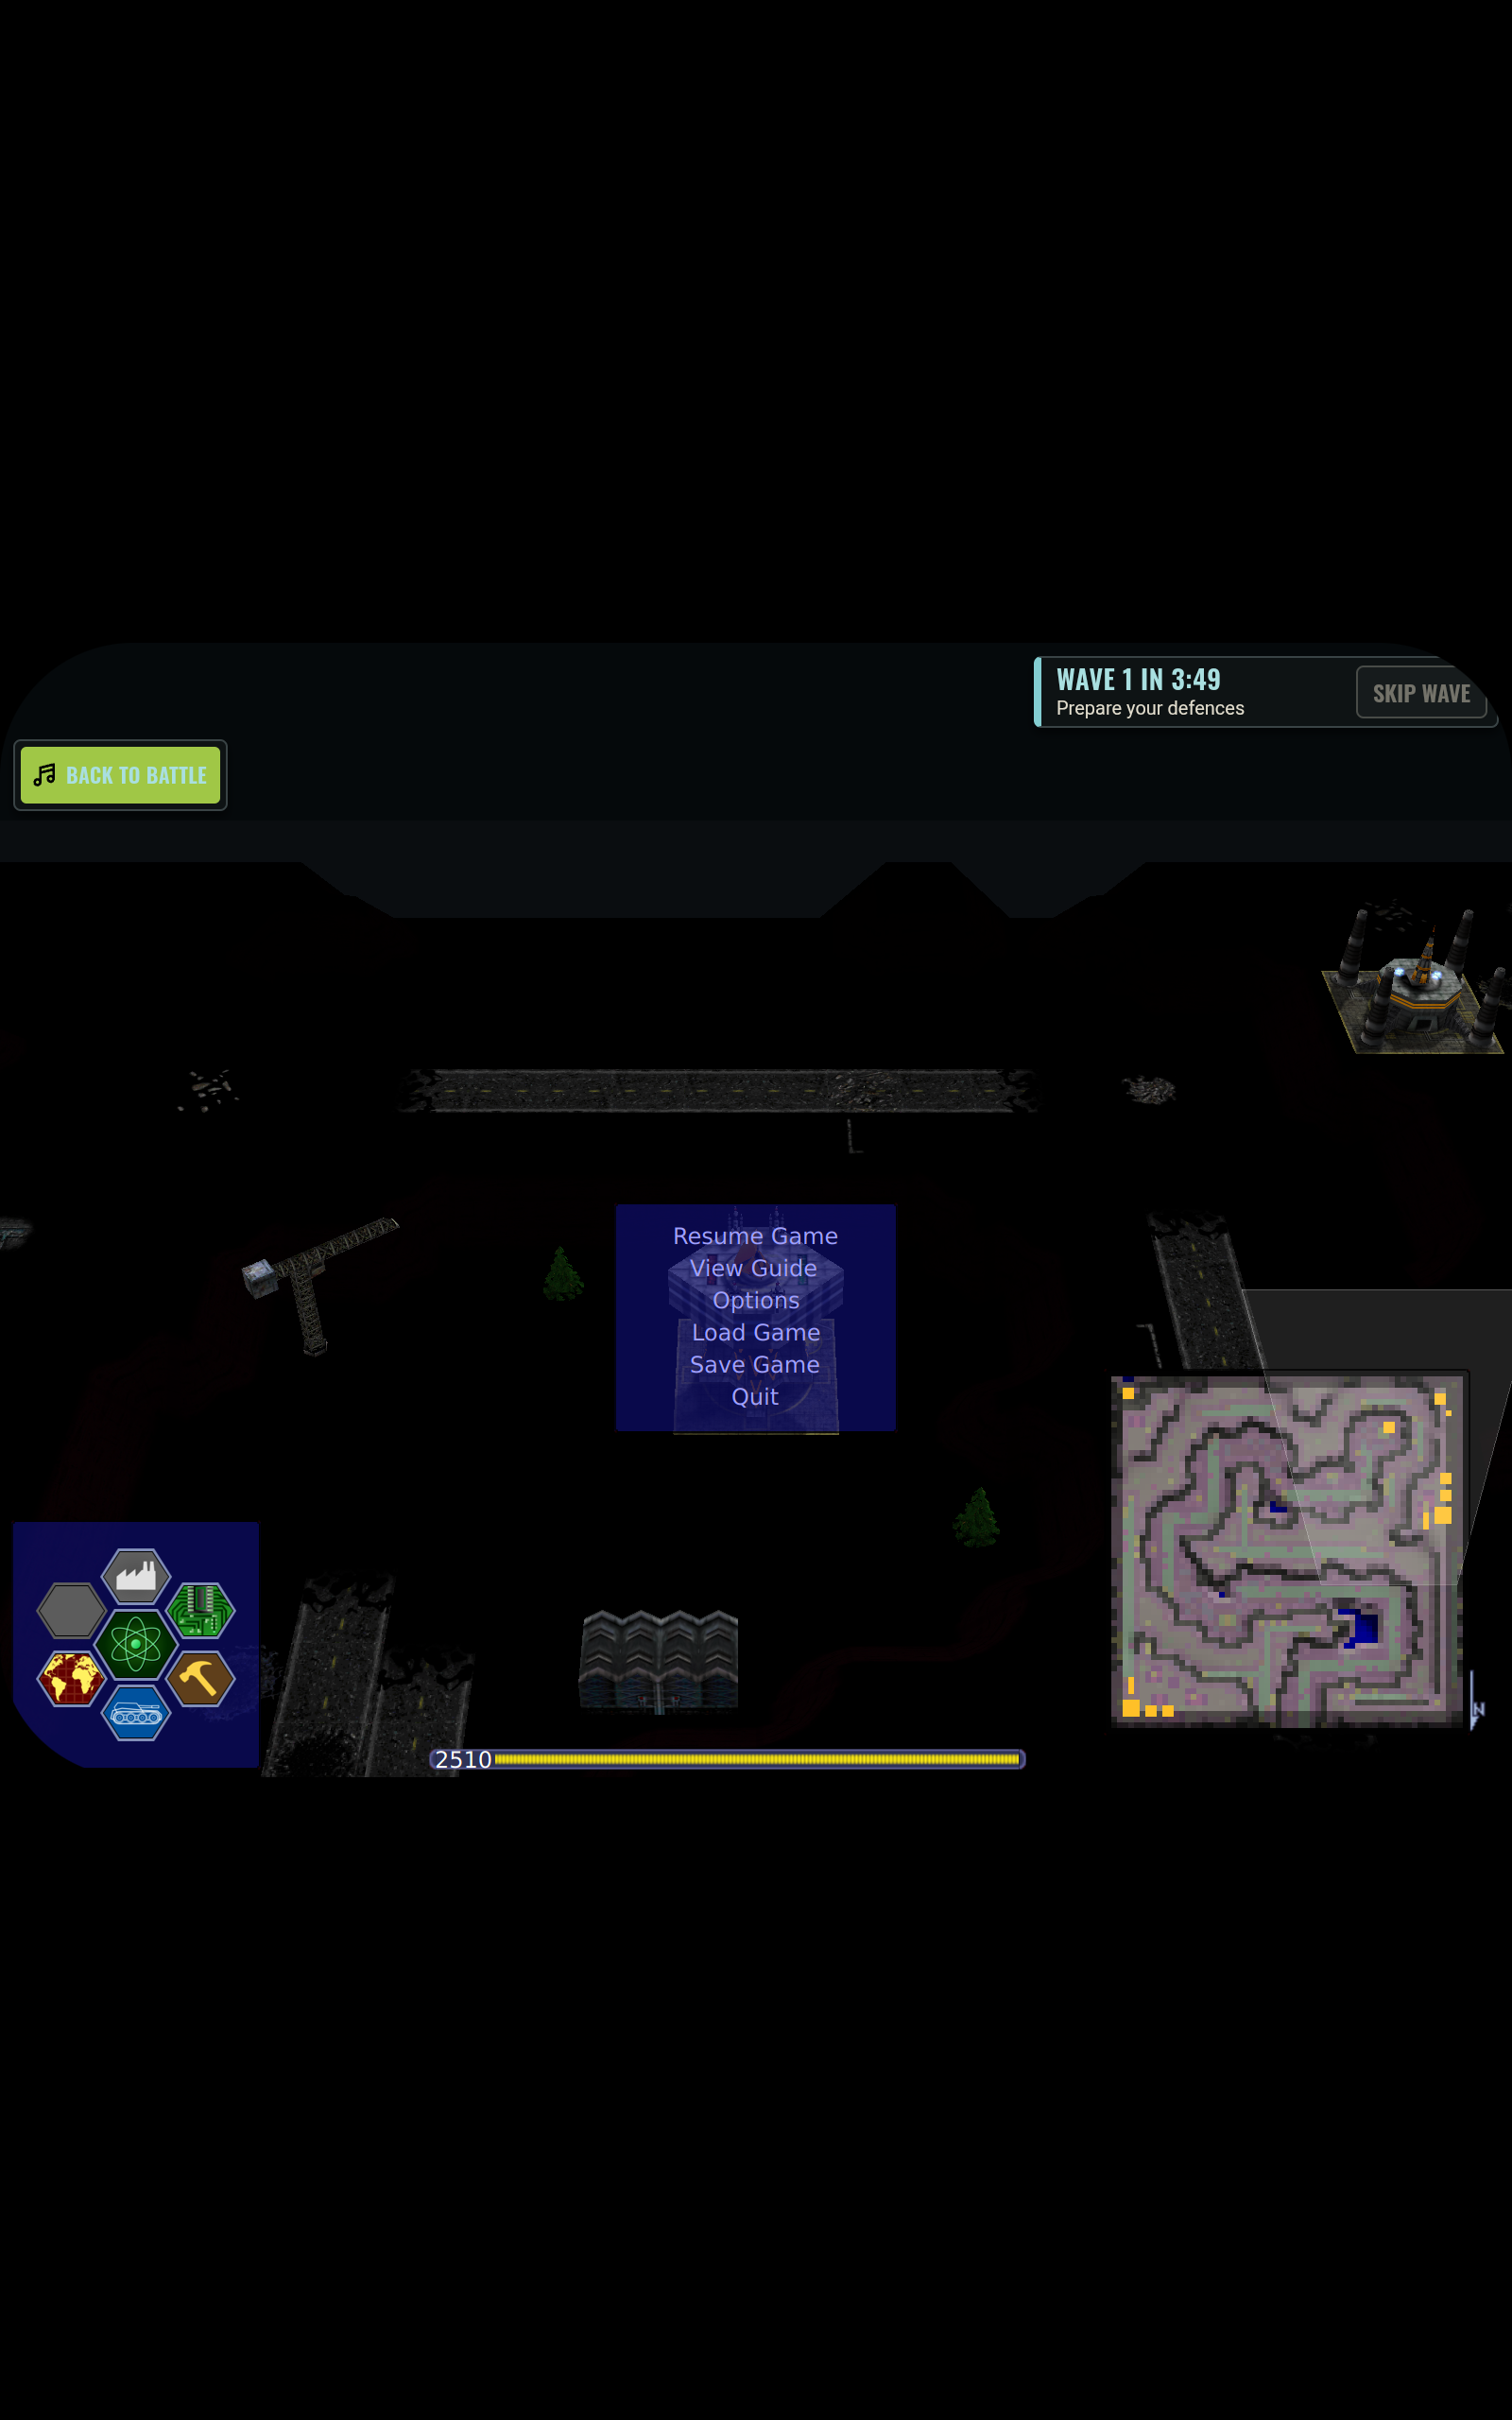 WAVE 1 IN 3:49
Prepare your defences
SKIP WAVE
BACK TO BATTLE
Resume Game
View Guide
Options
Load Game
Save Game
Quit
N
2510